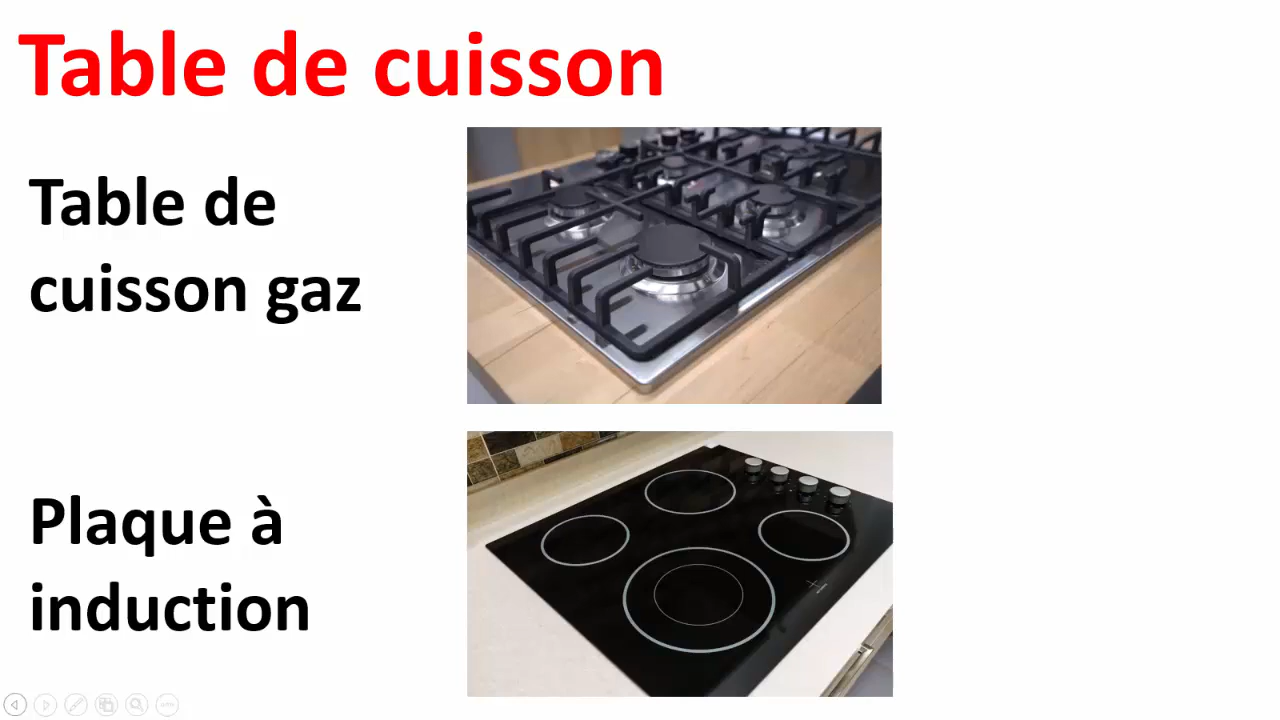 Table de cuisson
Table de
cuisson gaz
Plaque à
induction